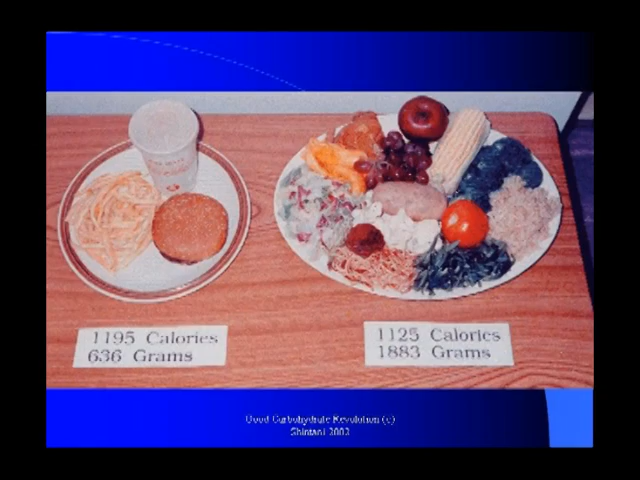 1195 Calories
636 Grams
1125 Calories
1883 Grams
Good Carbohydrate Revolution (c)
Shintani 2002